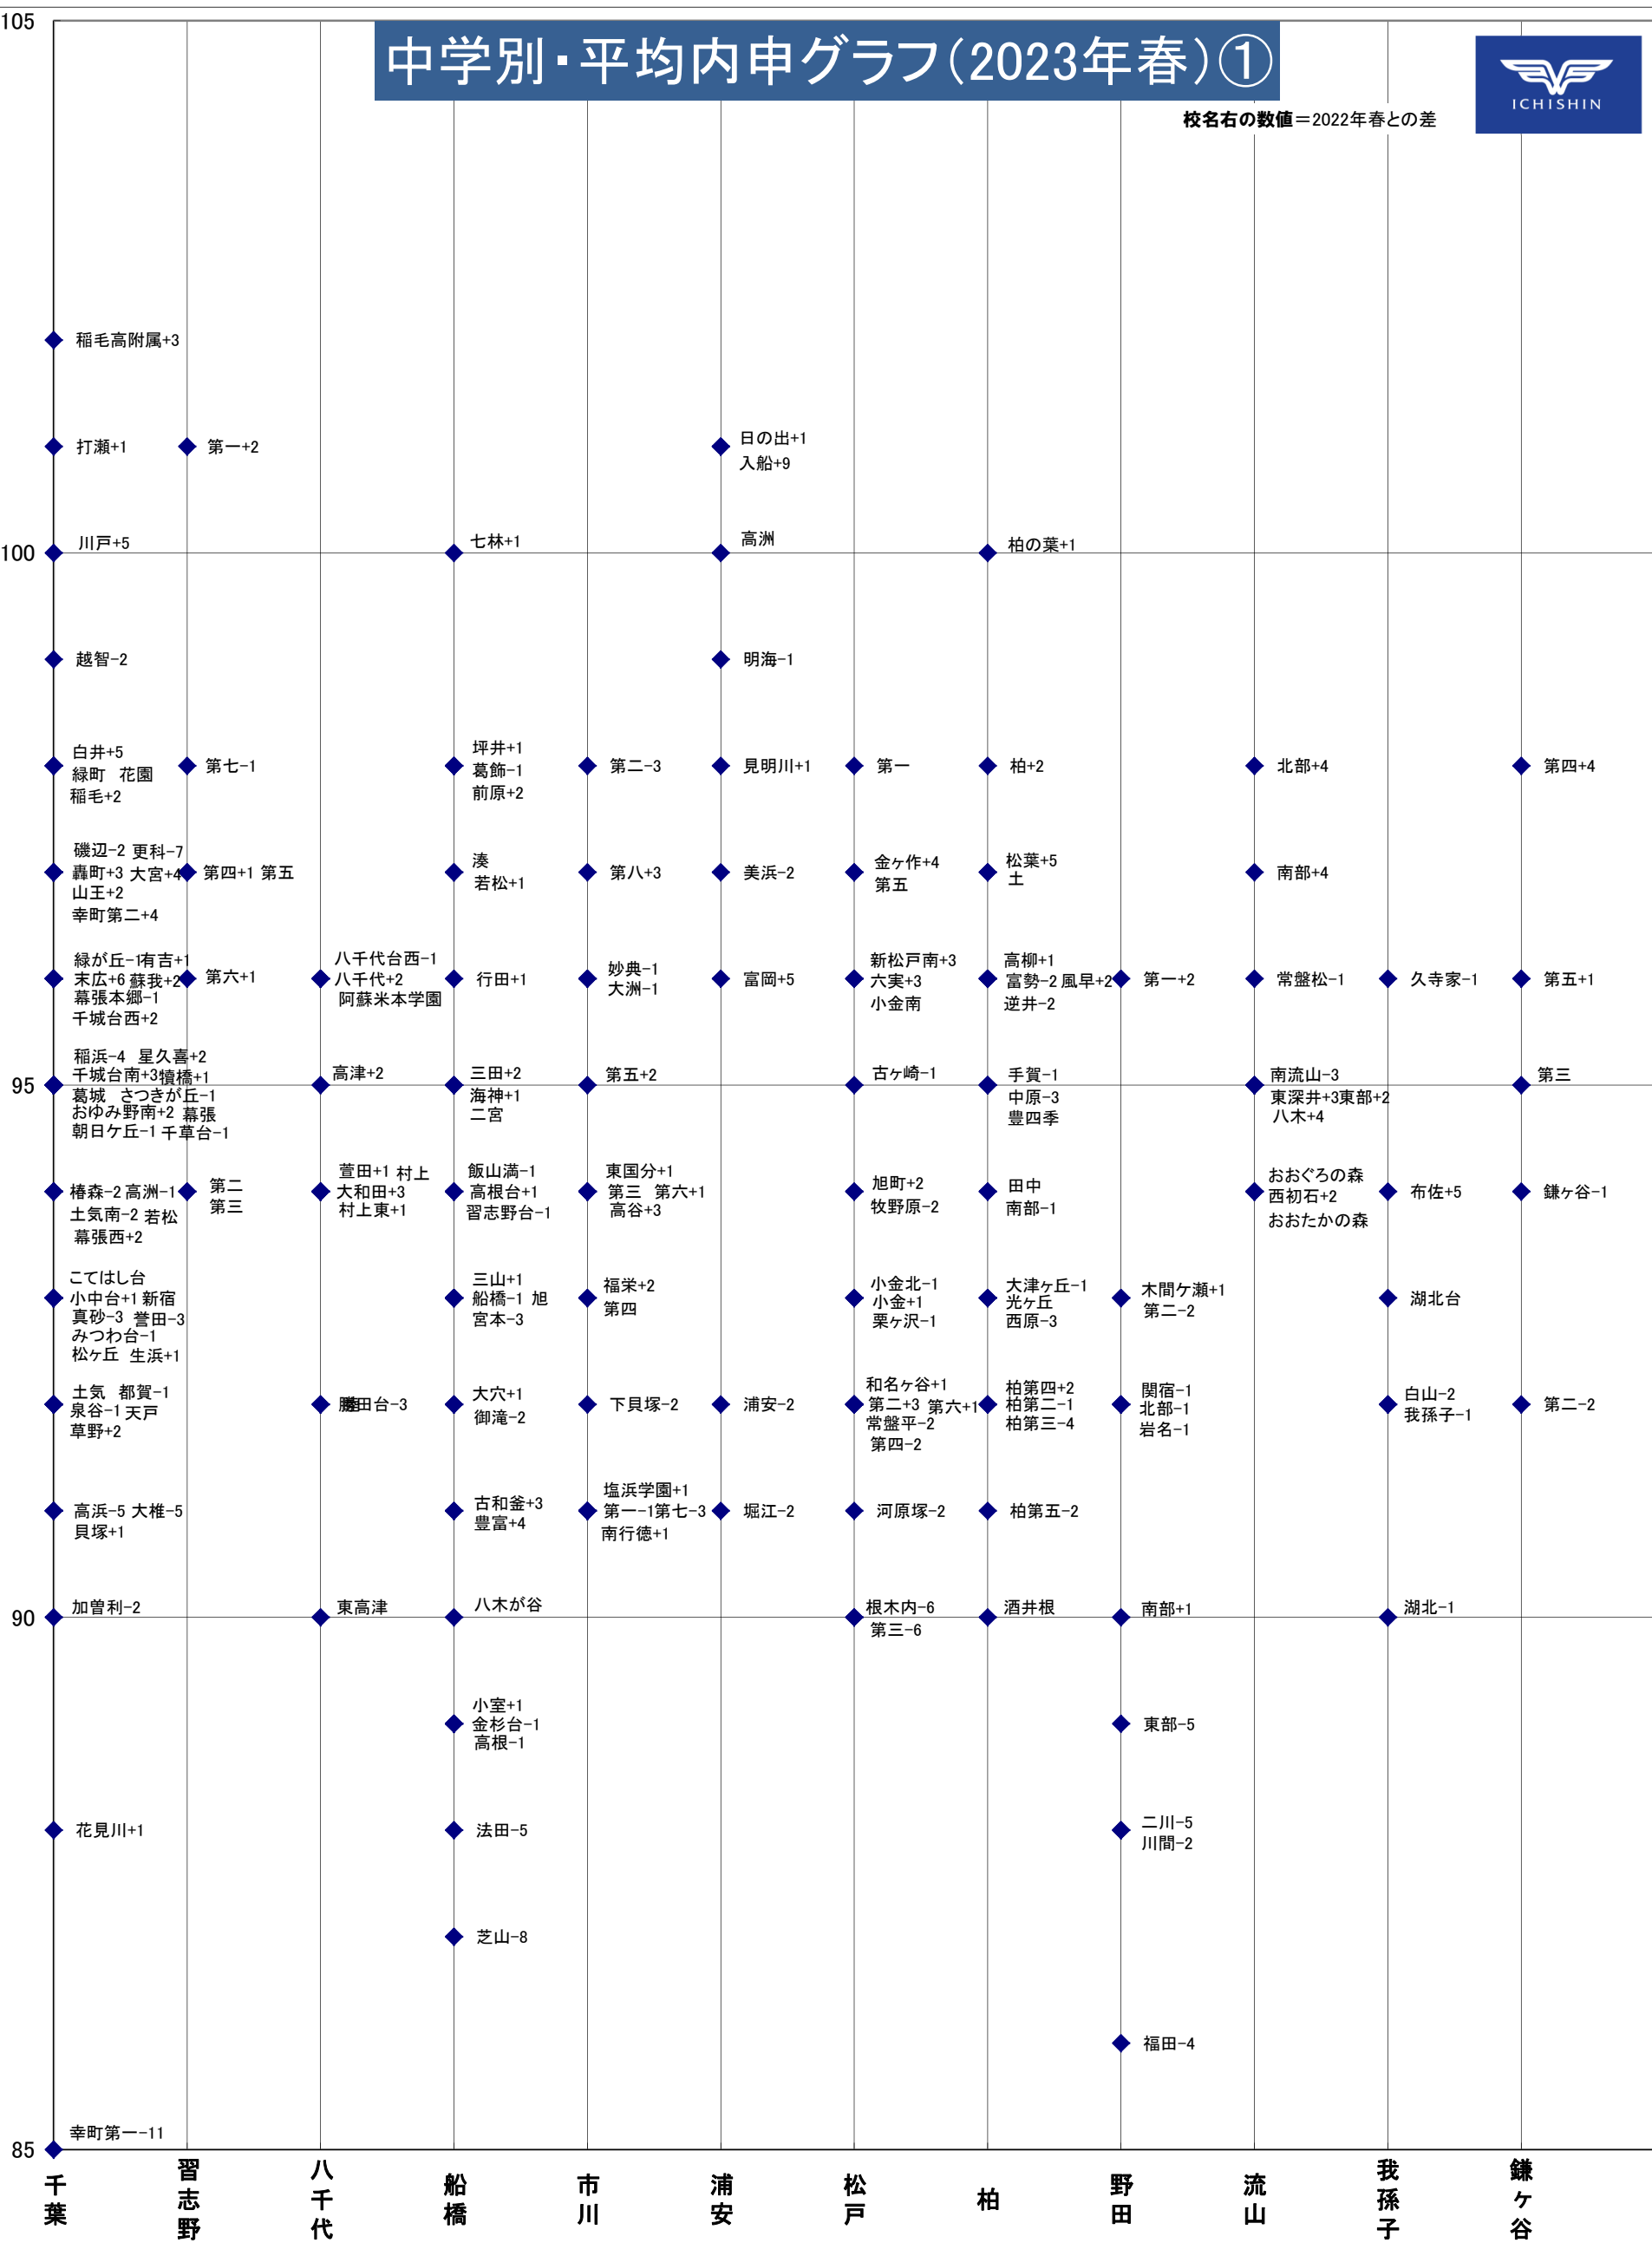 105
中学別・平均内申グラフ(2023年春)①
ICHISHIN
校名右の数値=2022年春との差
稲毛高附属+3
打瀬+1
第一+2
日の出+1
入船+9
100
川戸+5
七林+1
高洲
柏の葉+1
越智-2
明海-1
白井+5
緑町 花園
稲毛+2
第七-1
坪井+1
葛飾-1
前原+2
第二-3
見明川+1
第一
柏+2
北部+4
第四+4
磯辺-2 更科-7
轟町+3 大宮+4
山王+2
幸町第二+4
第四+1 第五
湊
若松+1
第八+3
美浜-2
金ヶ作+4
第五
松葉+5
土
南部+4
緑が丘-1 有吉+1
末広+6 蘇我+2
幕張本郷-1
千城台西+2
第六+1
八千代台西-1
八千代+2
阿蘇米本学園
行田+1
妙典-1
大洲-1
富岡+5
新松戸南+3
六実+3
小金南
高柳+1
富勢-2 風早+2
逆井-2
第一+2
常盤松-1
久寺家-1
第五+1
95
稲浜-4 星久喜+2
千城台南+3 犢橋+1
葛城 さつきが丘-1
おゆみ野南+2 幕張
朝日ケ丘-1 千草台-1
高津+2
三田+2
海神+1
二宮
第五+2
古ヶ崎-1
手賀-1
中原-3
豊四季
南流山-3
東深井+3 東部+2
八木+4
第三
椿森-2 高洲-1
土気南-2 若松
幕張西+2
第二
第三
萱田+1 村上
大和田+3
村上東+1
飯山満-1
高根台+1
習志野台-1
東国分+1
第三 第六+1
高谷+3
旭町+2
牧野原-2
田中
南部-1
おおぐろの森
西初石+2
おおたかの森
布佐+5
鎌ヶ谷-1
こてはし台
小中台+1 新宿
真砂-3 誉田-3
みつわ台-1
松ヶ丘 生浜+1
三山+1
船橋-1 旭
宮本-3
福栄+2
第四
小金北-1
小金+1
栗ヶ沢-1
大津ヶ丘-1
光ヶ丘
西原-3
木間ケ瀬+1
第二-2
湖北台
土気 都賀-1
泉谷-1 天戸
草野+2
田台-3
大穴+1
御滝-2
下貝塚-2
浦安-2
和名ヶ谷+1
第二+3 第六+1
常盤平-2
第四-2
柏第四+2
柏第二-1
柏第三-4
関宿-1
北部-1
岩名-1
白山-2
我孫子-1
第二-2
高浜-5 大椎-5
貝塚+1
古和釜+3
豊富+4
塩浜学園+1
第一-1 第七-3
南行徳+1
堀江-2
河原塚-2
柏第五-2
90
加曽利-2
東高津
八木が谷
根木内-6
第三-6
酒井根
南部+1
湖北-1
小室+1
金杉台-1
高根-1
東部-5
花見川+1
法田-5
二川-5
川間-2
芝山-8
福田-4
85
幸町第一-11
千葉
習志野
八千代
船橋
市川
浦安
松戸
柏
野田
流山
我孫子
鎌ヶ谷